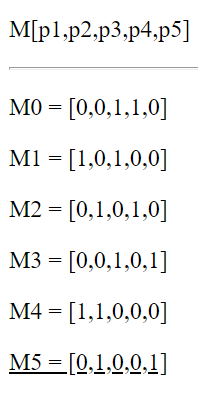 M[p1,p2,p3,p4,p5]
M0 = [0,0,1,1,0]
M1 = [1,0,1,0,0]
M2 = [0,1,0,1,0]
M3 = [0,0,1,0,1]
M4 = [1,1,0,0,0]
M5 = [0,1,0,0,1]